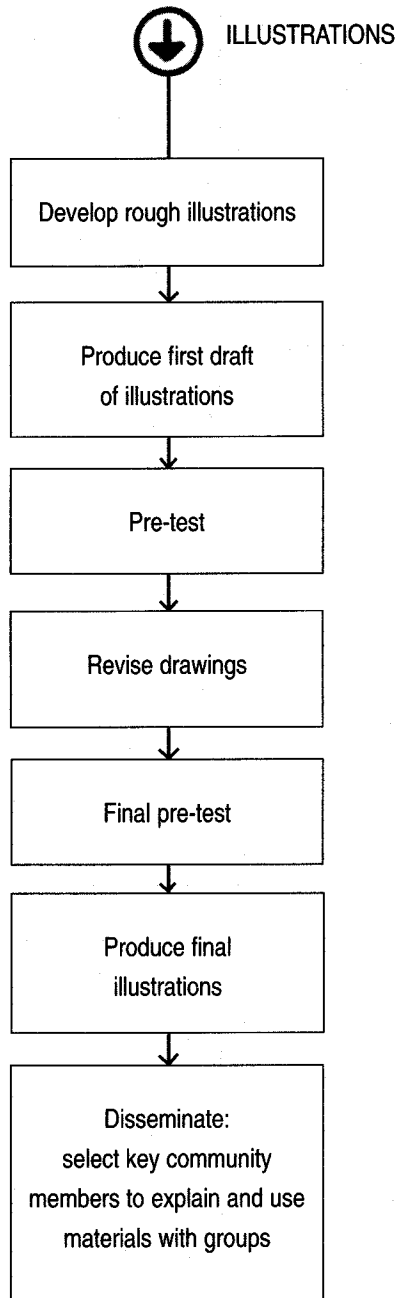 ILLUSTRATIONS
Develop rough illustrations
Produce first draft
of illustrations
Pre-test
Revise drawings
Final pre-test
Produce final
illustrations
Disseminate:
select key community
members to explain and use
materials with groups